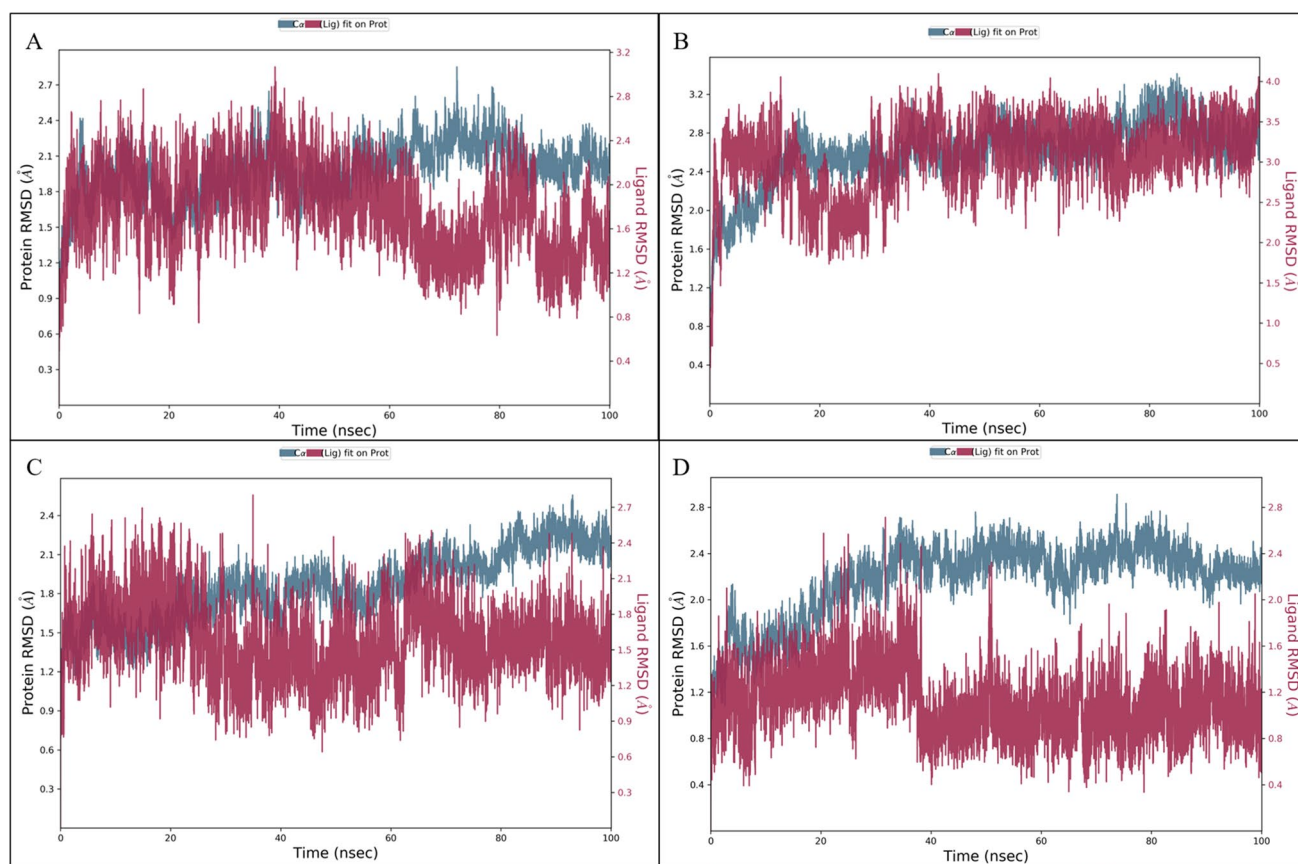 A
Cα (Lig) fit on Prot
Protein RMSD (Å)
2.7
2.4
2.1
1.8
1.5
1.2
0.9
0.6
0.3
3.2
2.8
2.4
2.0
1.6
1.2
0.8
0.4
Ligand RMSD (Å)
0 20 40 60 80 100
Time (nsec)
B
Cα (Lig) fit on Prot
Protein RMSD (Å)
3.2
2.8
2.4
2.0
1.6
1.2
0.8
0.4
4.0
3.5
3.0
2.5
2.0
1.5
1.0
0.5
Ligand RMSD (Å)
0 20 40 60 80 100
Time (nsec)
C
Cα (Lig) fit on Prot
Protein RMSD (Å)
2.4
2.1
1.8
1.5
1.2
0.9
0.6
0.3
2.7
2.4
2.1
1.8
1.5
1.2
0.9
0.6
0.3
Ligand RMSD (Å)
0 20 40 60 80 100
Time (nsec)
D
Cα (Lig) fit on Prot
Protein RMSD (Å)
2.8
2.4
2.0
1.6
1.2
0.8
0.4
2.8
2.4
2.0
1.6
1.2
0.8
0.4
Ligand RMSD (Å)
0 20 40 60 80 100
Time (nsec)